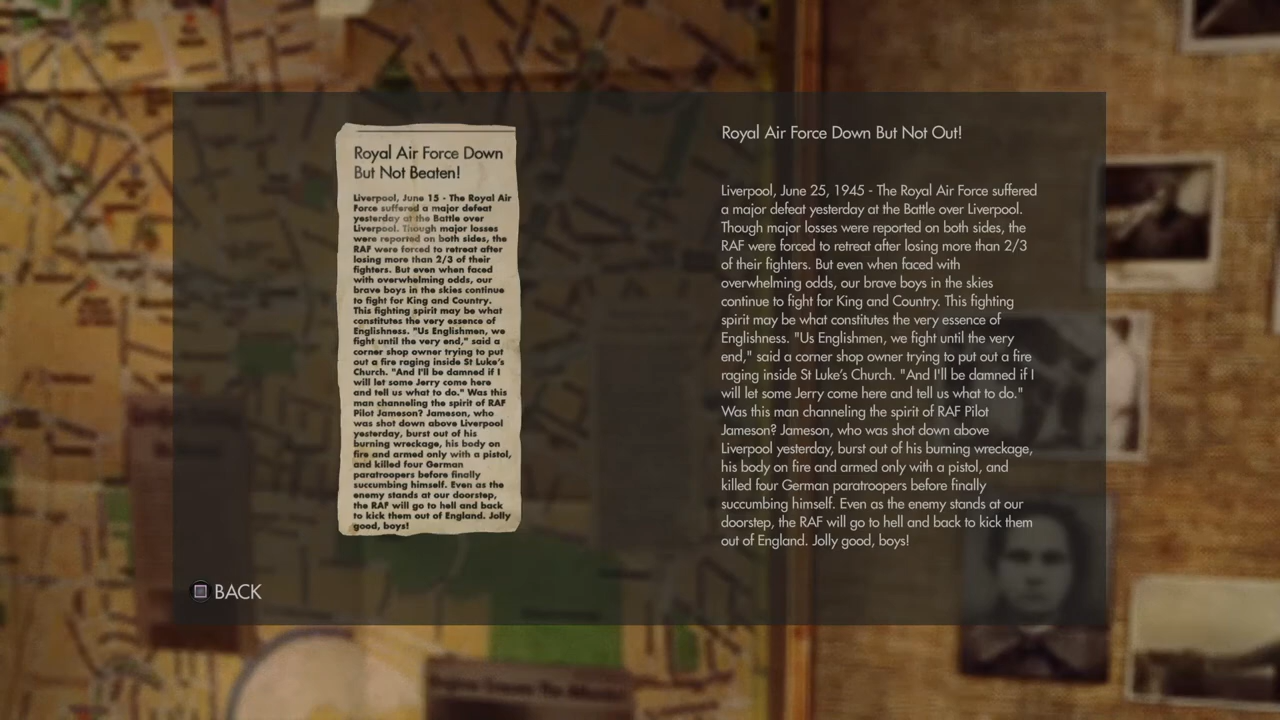 Royal Air Force Down
But Not Beaten!
Liverpool, June 15 - The Royal Air
Force suffered a major defeat
yesterday at the Battle over
Liverpool. Though major losses
were reported on both sides, the
RAF were forced to retreat after
losing more than 2/3 of their
fighters. But even when faced
with overwhelming odds, our
brave boys in the skies continue
to fight for King and Country.
This fighting spirit may be what
constitutes the very essence of
Englishness. "Us Englishmen, we
fight until the very end," said a
corner shop owner trying to put
out a fire raging inside St Luke's
Church. "And I'll be damned if I
will let some Jerry come here
and tell us what to do." Was this
man channeling the spirit of RAF
Pilot Jameson? Jameson, who
was shot down above Liverpool
yesterday, burst out of his
burning wreckage, his body on
fire and armed only with a pistol,
and killed four German
paratroopers before finally
succumbing himself. Even as the
enemy stands at our doorstep,
the RAF will go to hell and back
to kick them out of England. Jolly
good, boys!
Royal Air Force Down But Not Out!
Liverpool, June 25, 1945 - The Royal Air Force suffered
a major defeat yesterday at the Battle over Liverpool.
Though major losses were reported on both sides, the
RAF were forced to retreat after losing more than 2/3
of their fighters. But even when faced with
overwhelming odds, our brave boys in the skies
continue to fight for King and Country. This fighting
spirit may be what constitutes the very essence of
Englishness. "Us Englishmen, we fight until the very
end," said a corner shop owner trying to put out a fire
raging inside St Luke's Church. "And I'll be damned if I
will let some Jerry come here and tell us what to do."
Was this man channeling the spirit of RAF Pilot
Jameson? Jameson, who was shot down above
Liverpool yesterday, burst out of his burning wreckage,
his body on fire and armed only with a pistol, and
killed four German paratroopers before finally
succumbing himself. Even as the enemy stands at our
doorstep, the RAF will go to hell and back to kick them
out of England. Jolly good, boys!
BACK